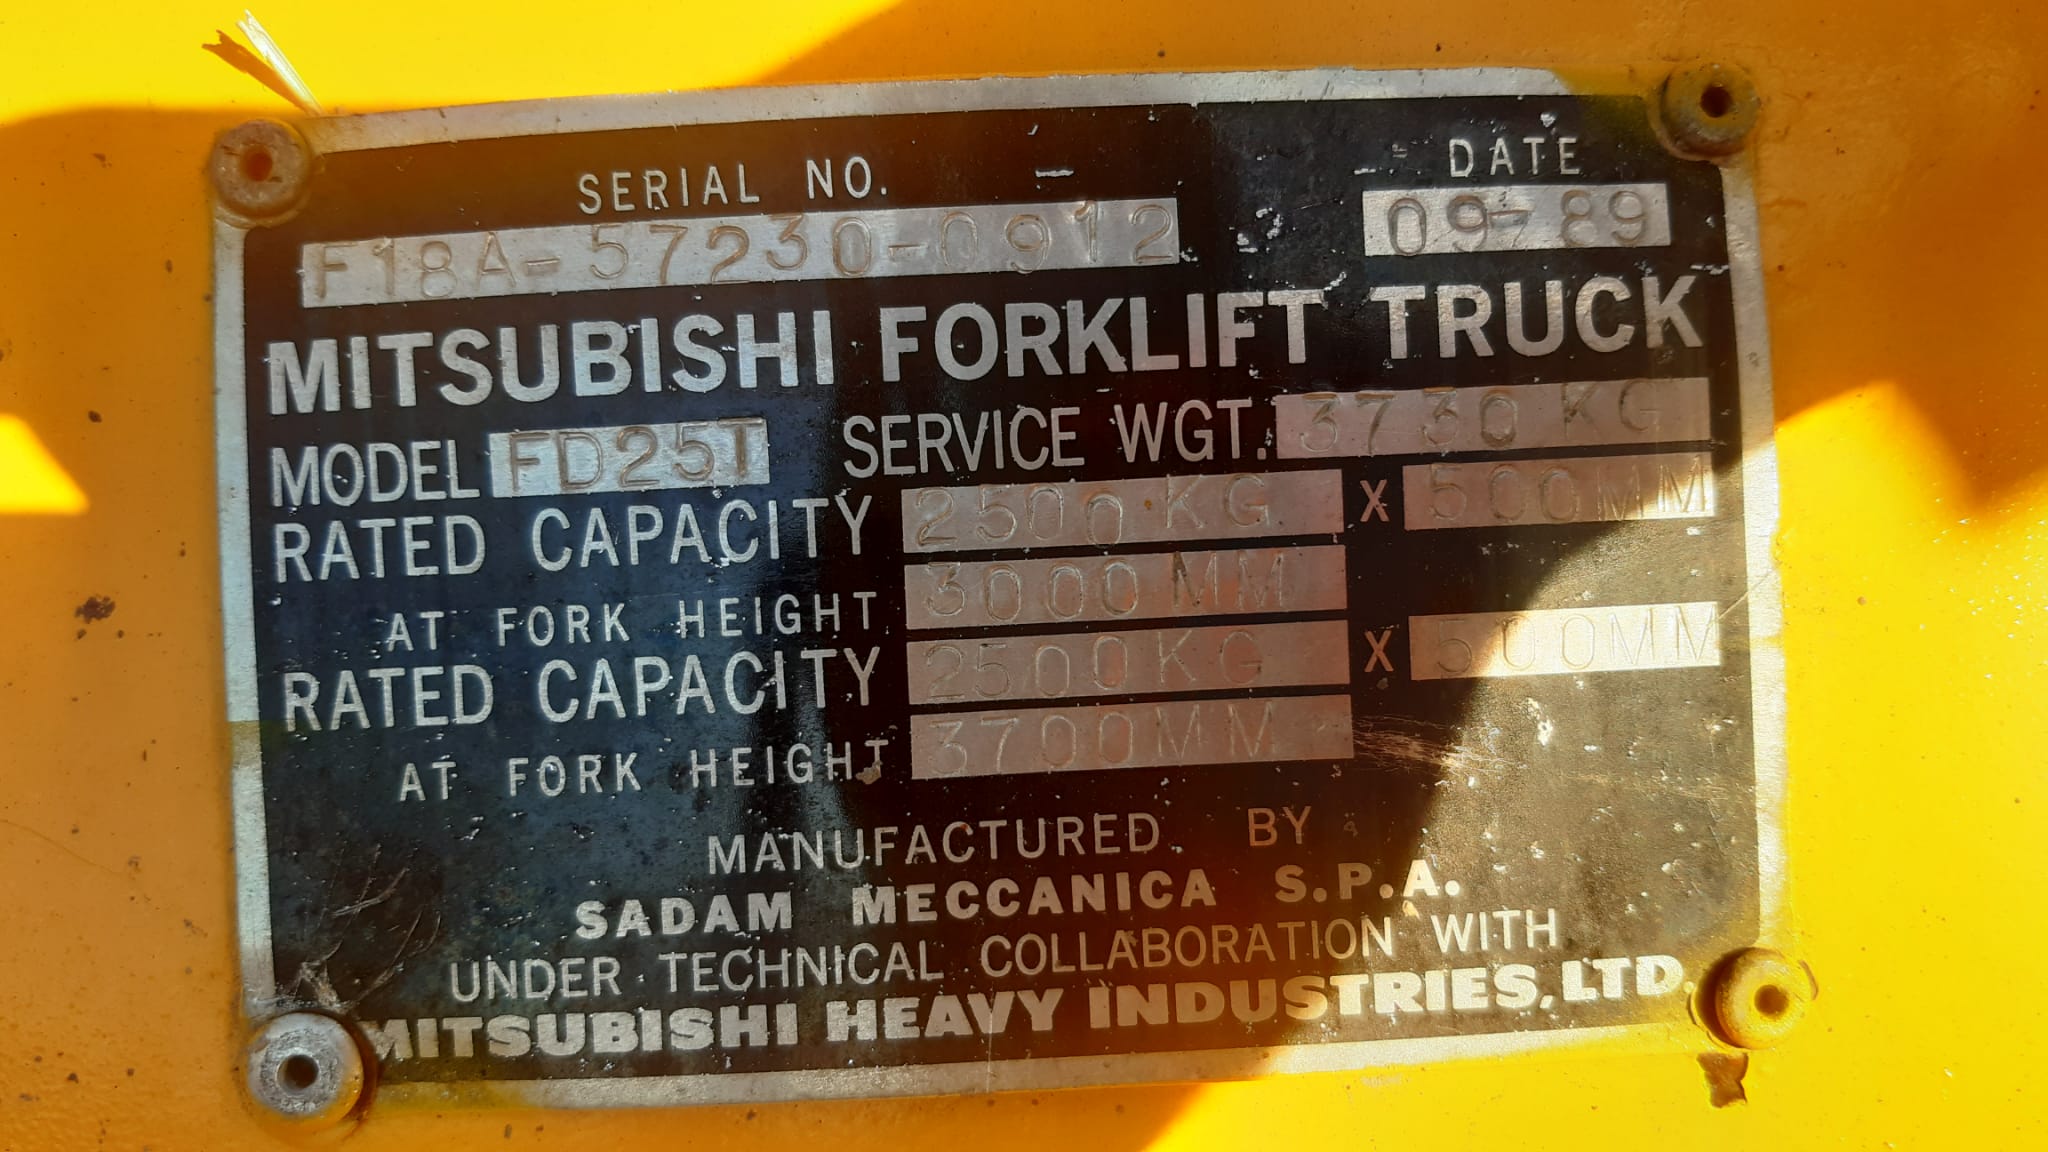 SERIAL NO. DATE
F18A-57230-0912 09-89
MITSUBISHI FORKLIFT TRUCK
MODEL FD25T SERVICE WGT. 3730 KG
RATED CAPACITY 2500 KG X 500MM
AT FORK HEIGHT 3000 MM
RATED CAPACITY 2500 KG X 500MM
AT FORK HEIGHT 3700MM
MANUFACTURED BY
SADAM MECCANICA S.P.A.
UNDER TECHNICAL COLLABORATION WITH
MITSUBISHI HEAVY INDUSTRIES, LTD.